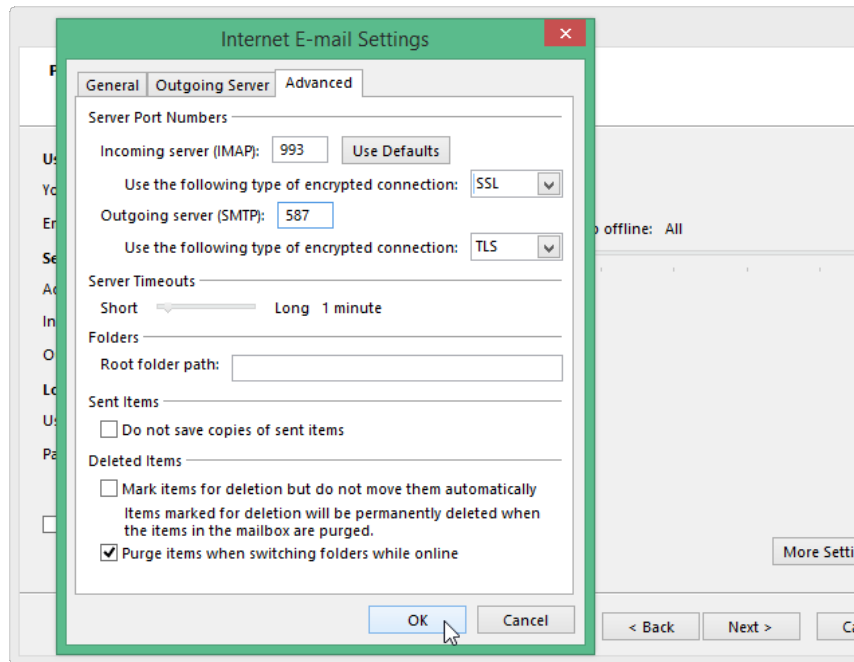 Internet E-mail Settings
General
Outgoing Server
Advanced
Server Port Numbers
Incoming server (IMAP): 993 Use Defaults
Use the following type of encrypted connection: SSL
Outgoing server (SMTP): 587
Use the following type of encrypted connection: TLS
Server Timeouts
Short Long 1 minute
Folders
Root folder path:
Sent Items
Do not save copies of sent items
Deleted Items
Mark items for deletion but do not move them automatically
Items marked for deletion will be permanently deleted when
the items in the mailbox are purged.
Purge items when switching folders while online
OK Cancel
offline: All
More Setti
< Back Next >